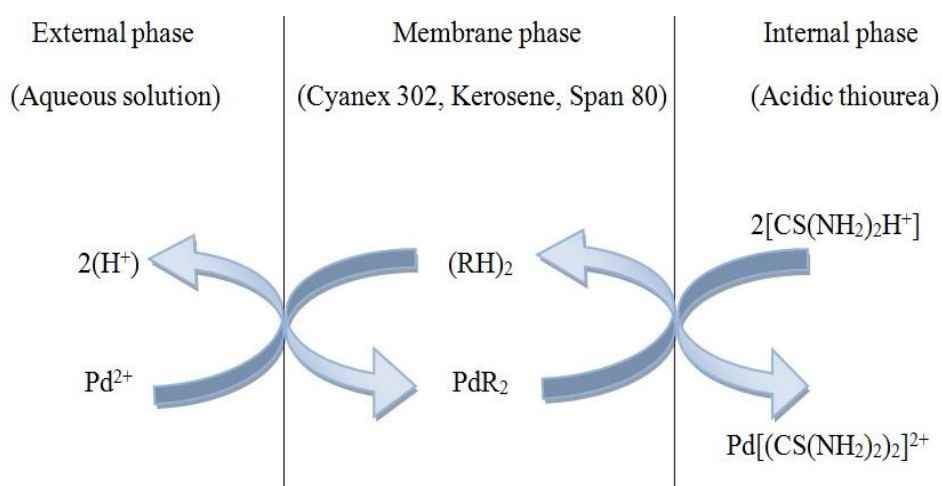 External phase
(Aqueous solution)
Membrane phase
(Cyanex 302, Kerosene, Span 80)
Internal phase
(Acidic thiourea)
2(H⁺)
Pd²⁺
(RH)₂
PdR₂
2[CS(NH₂)₂H⁺]
Pd[(CS(NH₂)₂)₂]²⁺